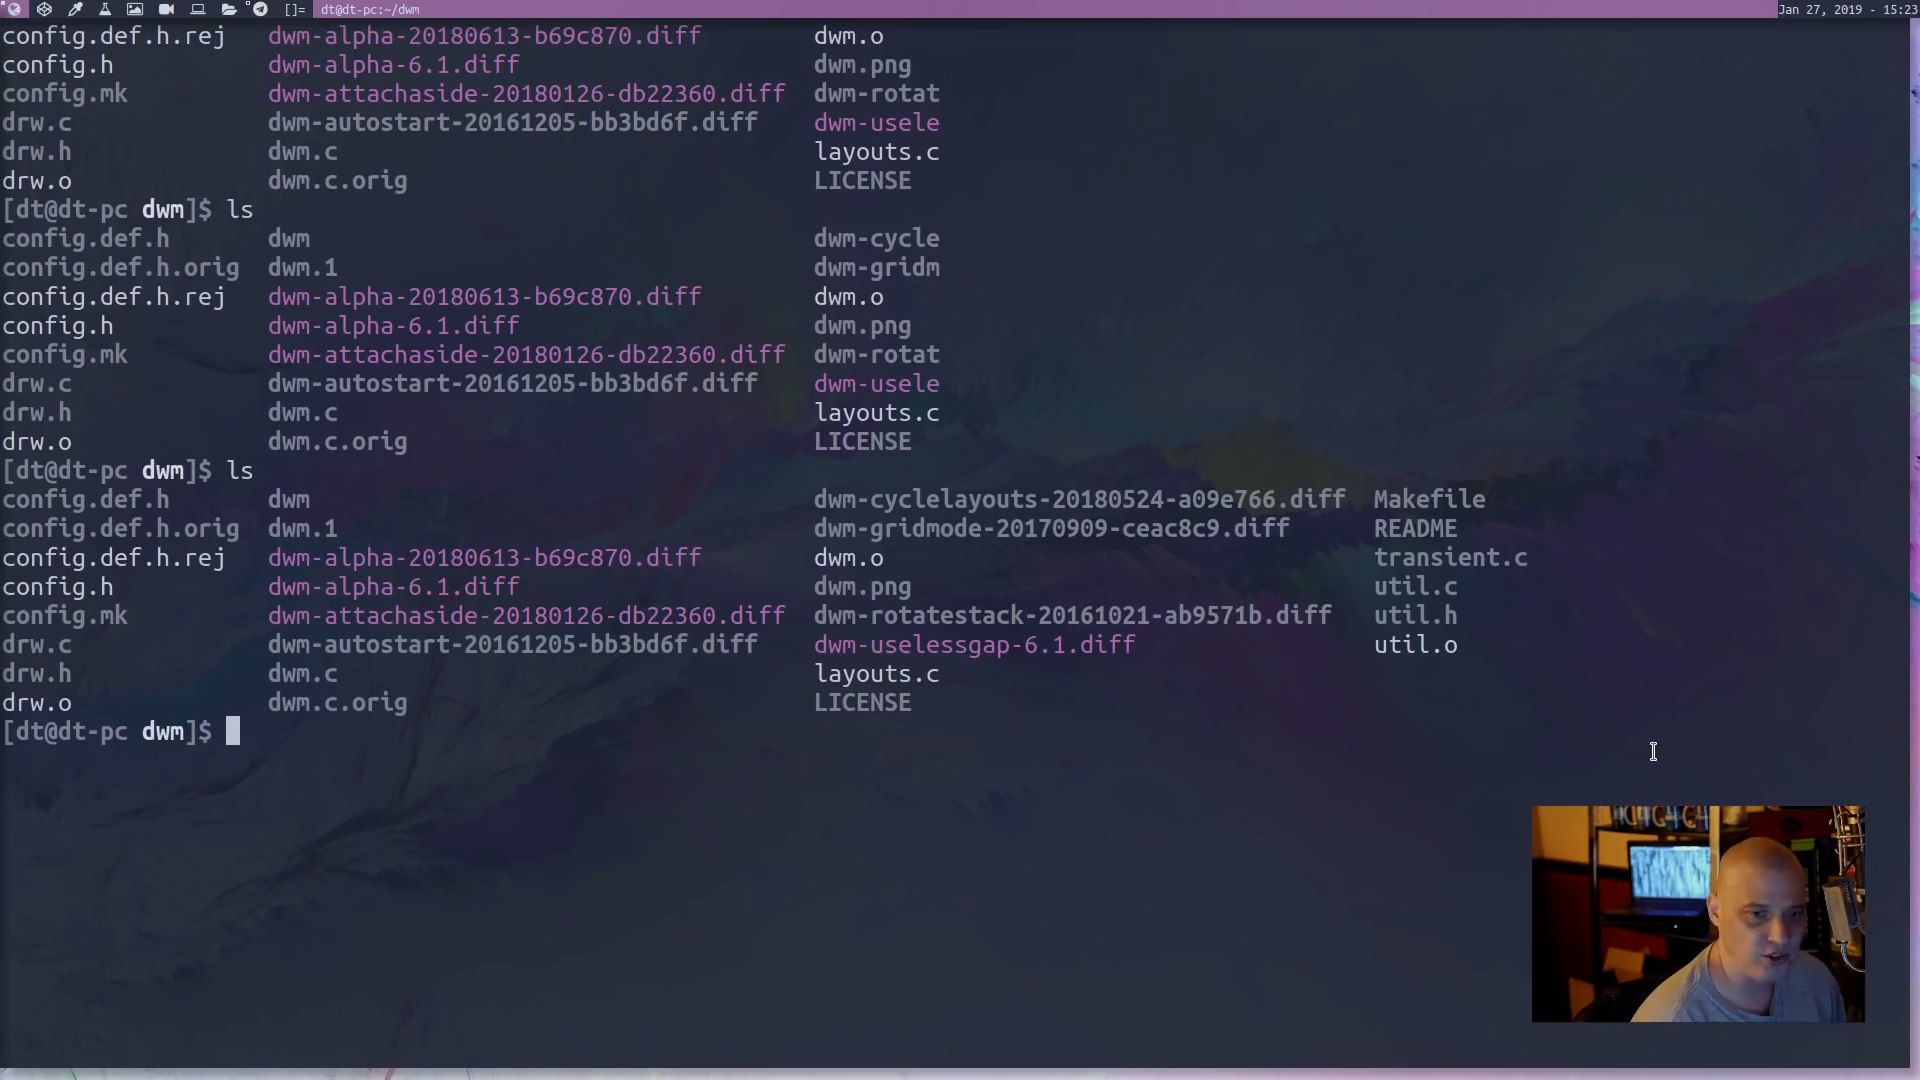 []= dt@dt-pc:~/dwm Jan 27, 2019 - 15:23
config.def.h.rej dwm-alpha-20180613-b69c870.diff dwm.o
config.h dwm-alpha-6.1.diff dwm.png
config.mk dwm-attachaside-20180126-db22360.diff dwm-rotat
drw.c dwm-autostart-20161205-bb3bd6f.diff dwm-usele
drw.h dwm.c layouts.c
drw.o dwm.c.orig LICENSE
[dt@dt-pc dwm]$ ls
config.def.h dwm dwm-cycle
config.def.h.orig dwm.1 dwm-gridm
config.def.h.rej dwm-alpha-20180613-b69c870.diff dwm.o
config.h dwm-alpha-6.1.diff dwm.png
config.mk dwm-attachaside-20180126-db22360.diff dwm-rotat
drw.c dwm-autostart-20161205-bb3bd6f.diff dwm-usele
drw.h dwm.c layouts.c
drw.o dwm.c.orig LICENSE
[dt@dt-pc dwm]$ ls
config.def.h dwm dwm-cyclelayouts-20180524-a09e766.diff Makefile
config.def.h.orig dwm.1 dwm-gridmode-20170909-ceac8c9.diff README
config.def.h.rej dwm-alpha-20180613-b69c870.diff dwm.o transient.c
config.h dwm-alpha-6.1.diff dwm.png util.c
config.mk dwm-attachaside-20180126-db22360.diff dwm-rotatestack-20161021-ab9571b.diff util.h
drw.c dwm-autostart-20161205-bb3bd6f.diff dwm-uselessgap-6.1.diff util.o
drw.h dwm.c layouts.c
drw.o dwm.c.orig LICENSE
[dt@dt-pc dwm]$